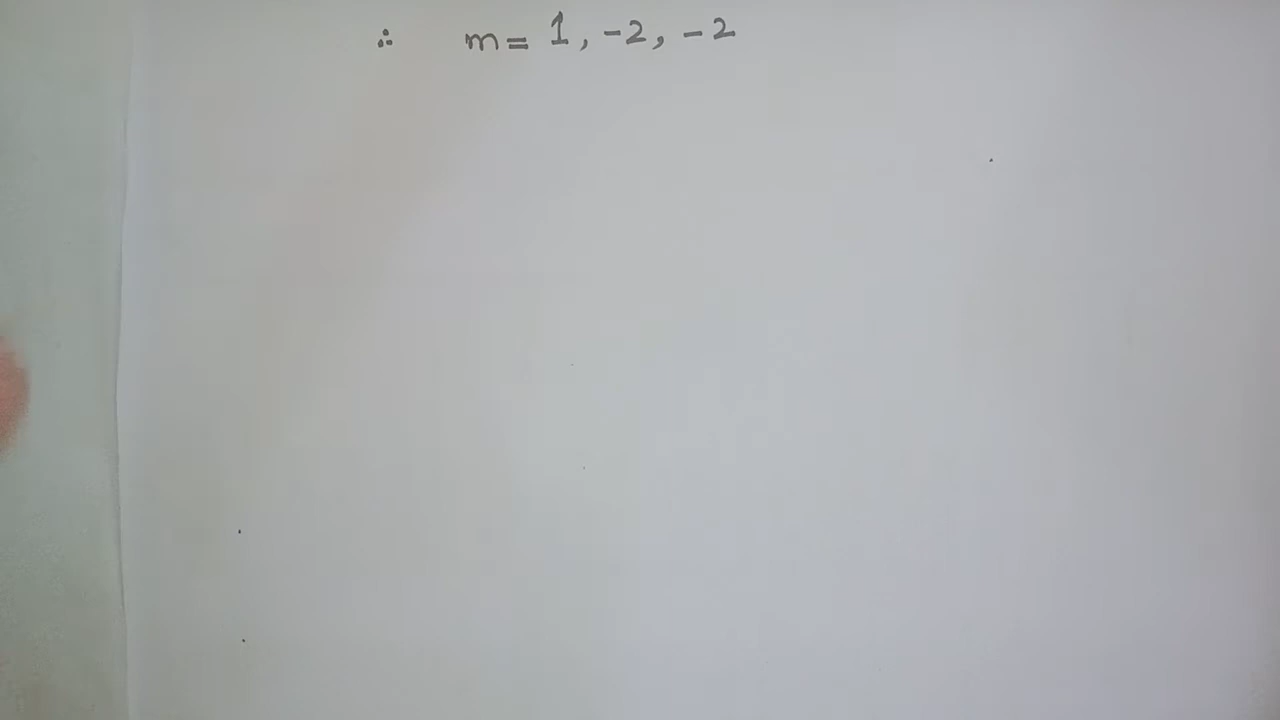 ∴ m = 1, -2, -2